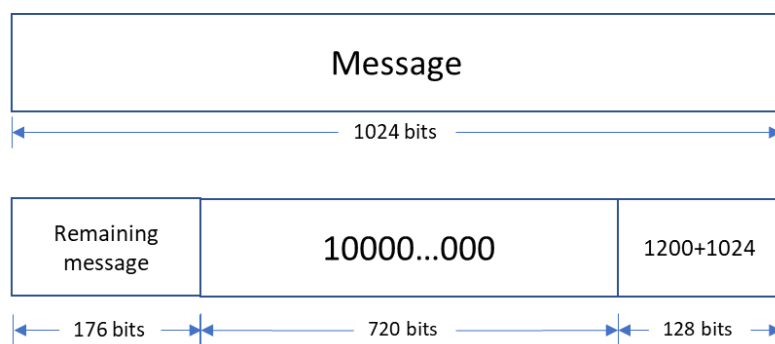 Message
1024 bits
Remaining
message
10000...000
1200+1024
176 bits
720 bits
128 bits